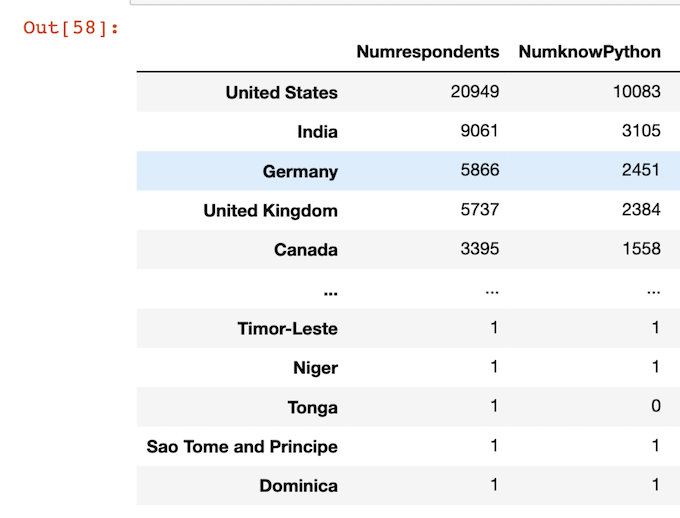 Out[58]:
Numrespondents NumknowPython
United States 20949 10083
India 9061 3105
Germany 5866 2451
United Kingdom 5737 2384
Canada 3395 1558
... ... ...
Timor-Leste 1 1
Niger 1 1
Tonga 1 0
Sao Tome and Principe 1 1
Dominica 1 1